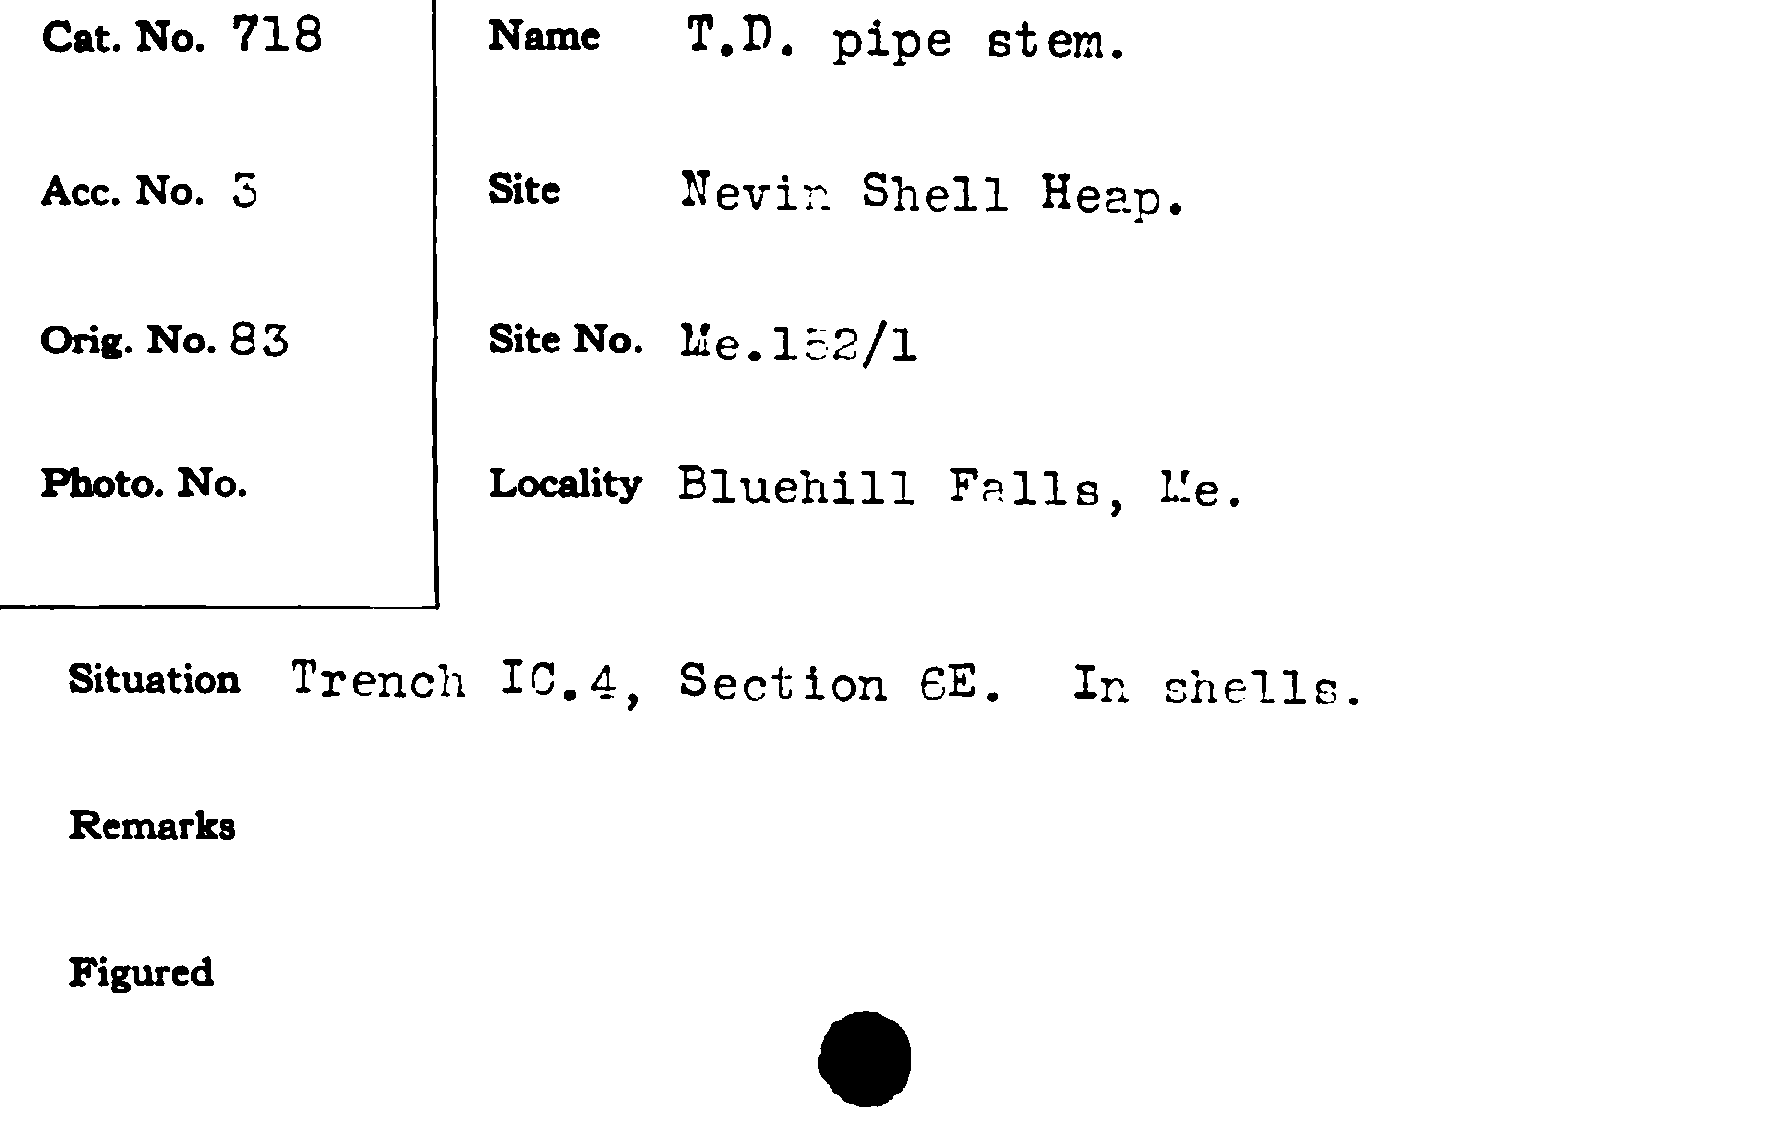 Cat. No. 718 Name T.D. pipe stem.
Acc. No. 3 Site Nevin Shell Heap.
Orig. No. 83 Site No. Me.152/1
Photo. No. Locality Bluehill Falls, Me.
Situation Trench IC.4, Section 6E. In shells.
Remarks
Figured